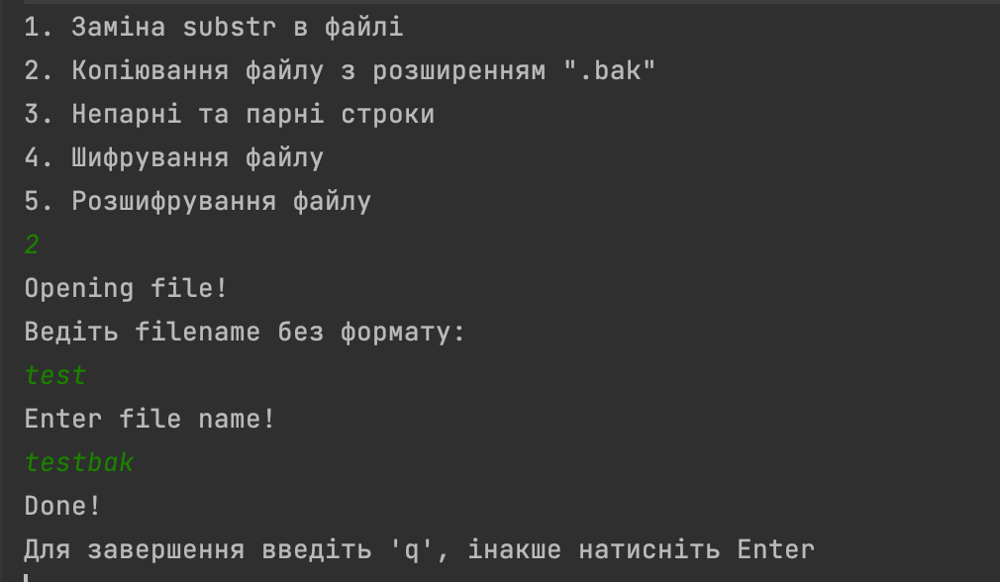 1. Заміна substr в файлі
2. Копіювання файлу з розширенням ".bak"
3. Непарні та парні строки
4. Шифрування файлу
5. Розшифрування файлу
2
Opening file!
Ведіть filename без формату:
test
Enter file name!
testbak
Done!
Для завершення введіть 'q', інакше натисніть Enter